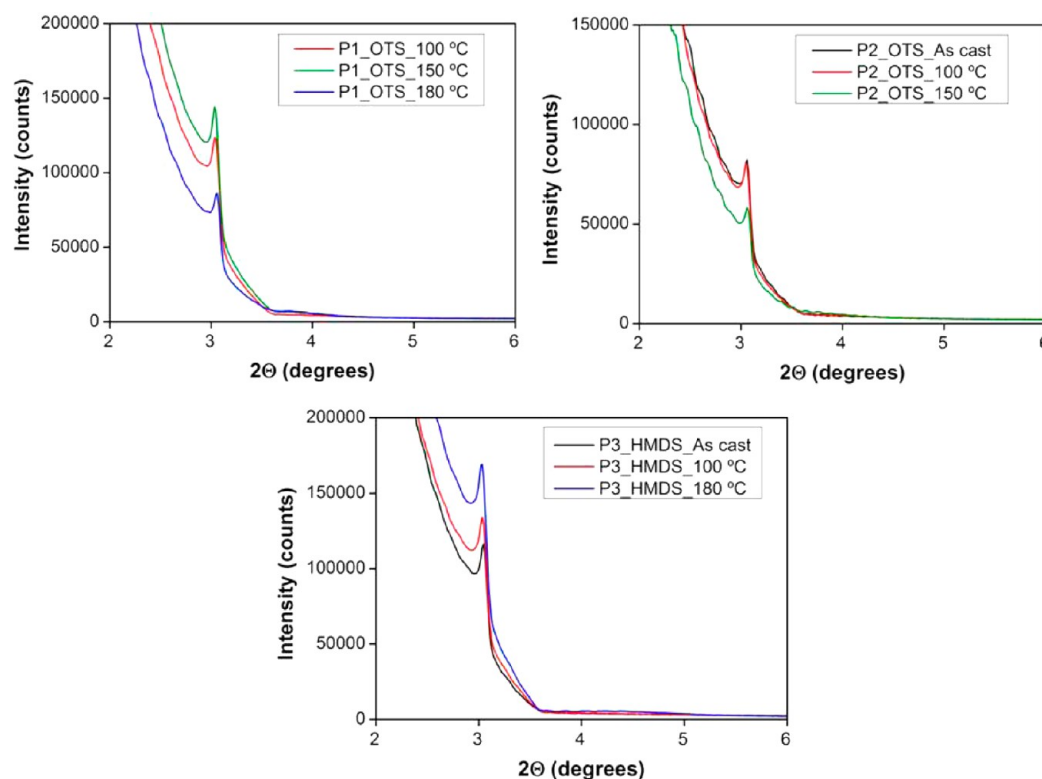 200000
150000
100000
50000
0
Intensity (counts)
P1_OTS_100 ºC
P1_OTS_150 ºC
P1_OTS_180 ºC
2 3 4 5 6
2Θ (degrees)
150000
100000
50000
0
Intensity (counts)
P2_OTS_As cast
P2_OTS_100 ºC
P2_OTS_150 ºC
2 3 4 5 6
2Θ (degrees)
200000
150000
100000
50000
0
Intensity (counts)
P3_HMDS_As cast
P3_HMDS_100 ºC
P3_HMDS_180 ºC
2 3 4 5 6
2Θ (degrees)